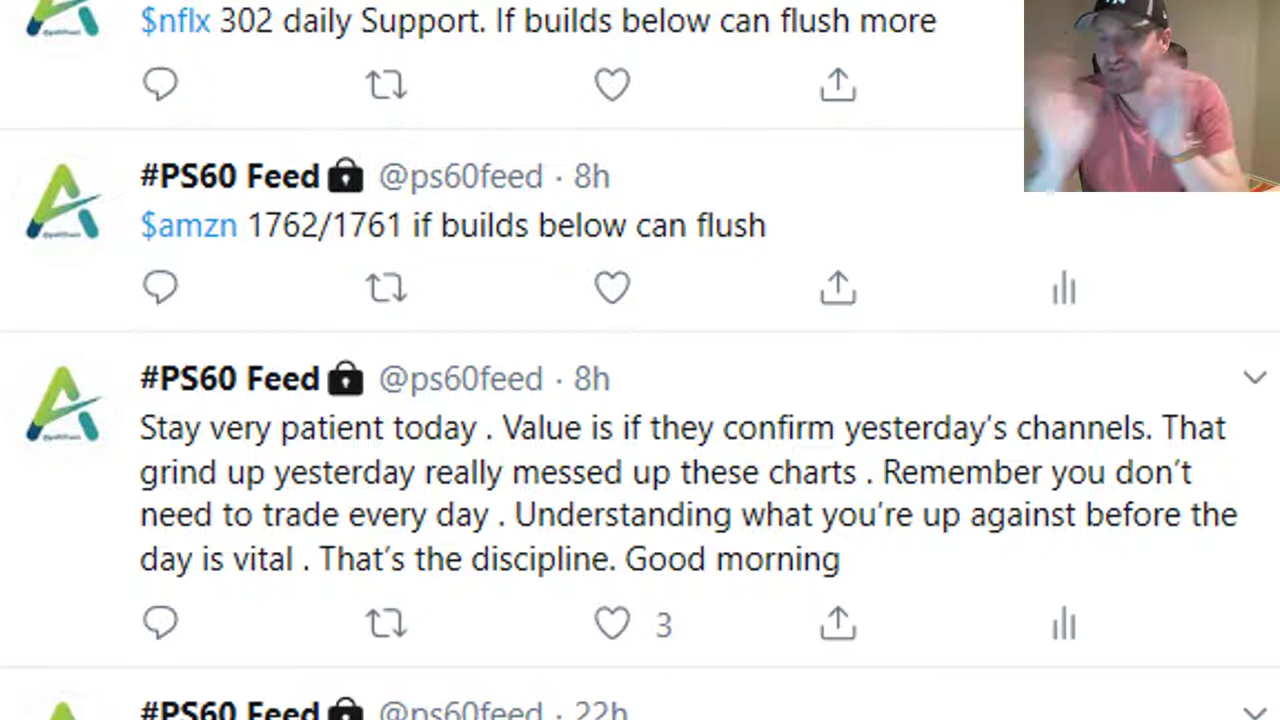 $nflx 302 daily Support. If builds below can flush more
#PS60 Feed @ps60feed · 8h
$amzn 1762/1761 if builds below can flush
#PS60 Feed @ps60feed · 8h
Stay very patient today . Value is if they confirm yesterday's channels. That
grind up yesterday really messed up these charts . Remember you don't
need to trade every day . Understanding what you're up against before the
day is vital . That's the discipline. Good morning
3
#PS60 Feed @ps60feed · 22h